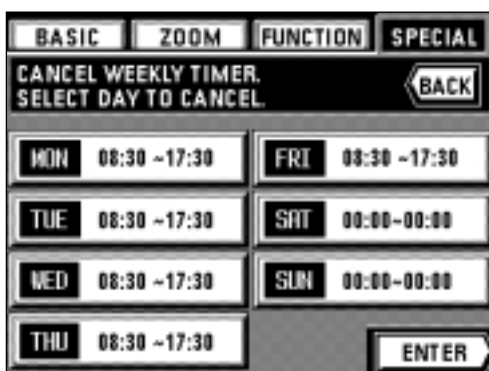 BASIC ZOOM FUNCTION SPECIAL
CANCEL WEEKLY TIMER.
SELECT DAY TO CANCEL.
BACK
MON 08:30 ~17:30
TUE 08:30 ~17:30
WED 08:30 ~17:30
THU 08:30 ~17:30
FRI 08:30 ~17:30
SAT 00:00~00:00
SUN 00:00~00:00
ENTER